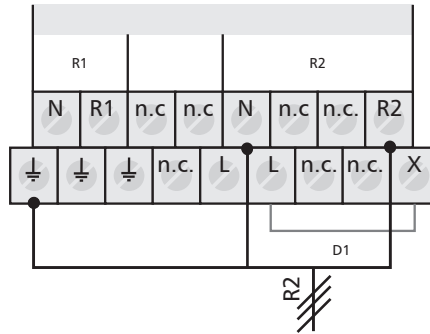 R1 R2
N R1 n.c n.c N n.c n.c. R2
n.c. L L n.c. n.c. X
D1
R2